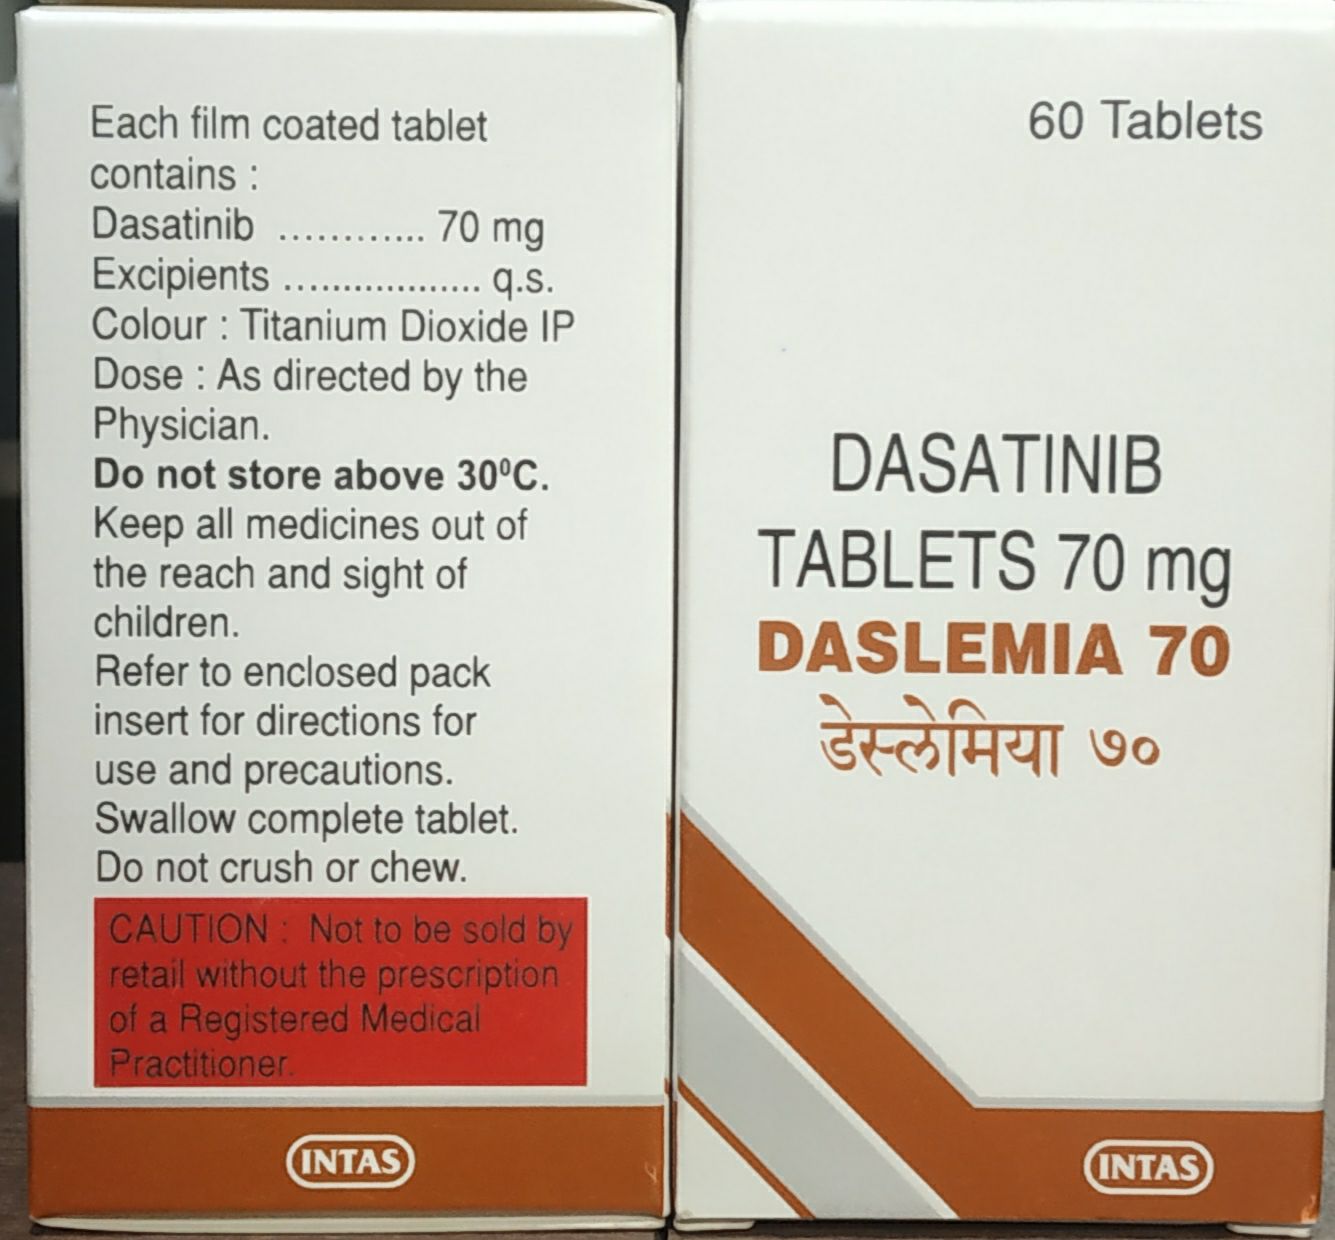 Each film coated tablet
contains :
Dasatinib ............ 70 mg
Excipients .................. q.s.
Colour : Titanium Dioxide IP
Dose : As directed by the
Physician.
Do not store above 30⁰C.
Keep all medicines out of
the reach and sight of
children.
Refer to enclosed pack
insert for directions for
use and precautions.
Swallow complete tablet.
Do not crush or chew.
CAUTION : Not to be sold by
retail without the prescription
of a Registered Medical
Practitioner.
INTAS
60 Tablets
DASATINIB
TABLETS 70 mg
DASLEMIA 70
डेस्लेमिया ७०
INTAS